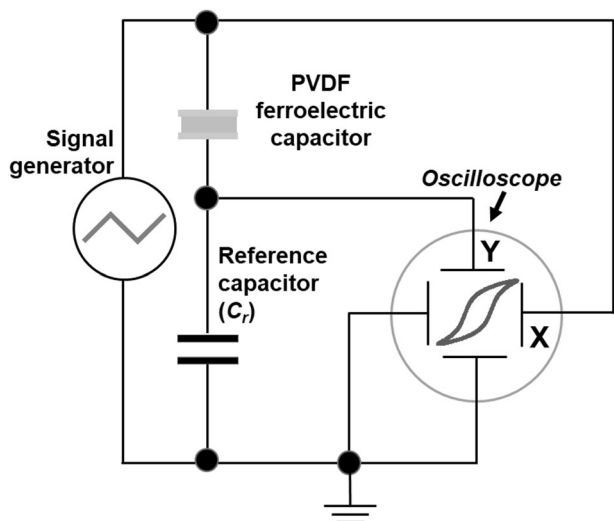 PVDF
ferroelectric
capacitor
Signal
generator
Oscilloscope
Reference
capacitor
(Cr)
Y
X